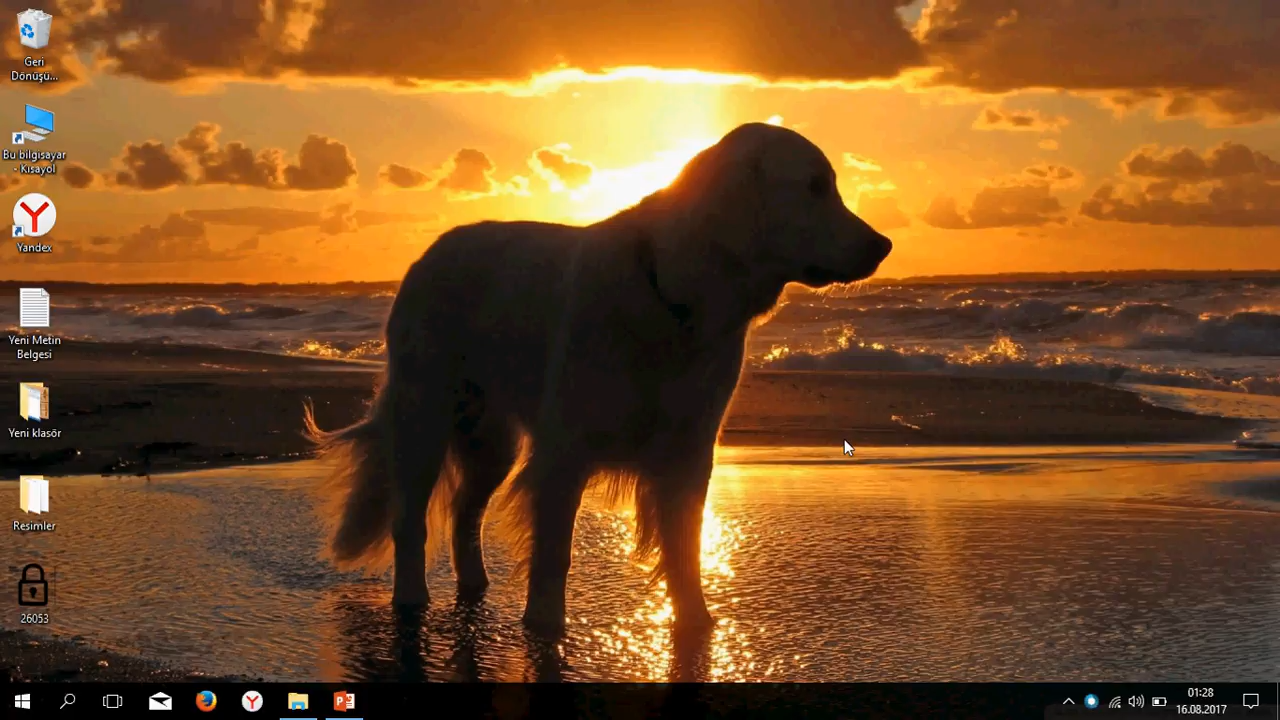 Geri
Dönüşü...
Bu bilgisayar
- Kısayol
Yandex
Yeni Metin
Belgesi
Yeni klasör
Resimler
26053
01:28
16.08.2017